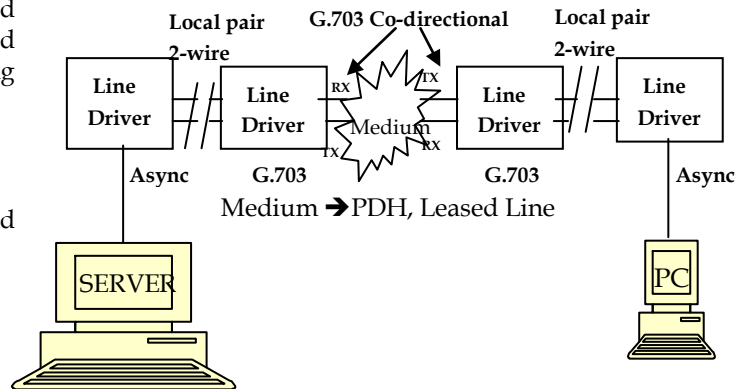 d
d
g
d
Local pair
2-wire
G.703 Co-directional
Local pair
2-wire
Line
Driver
Line
Driver
RX
TX
Medium
TX
RX
Line
Driver
Line
Driver
Async
G.703
G.703
Async
Medium ➔PDH, Leased Line
SERVER
PC